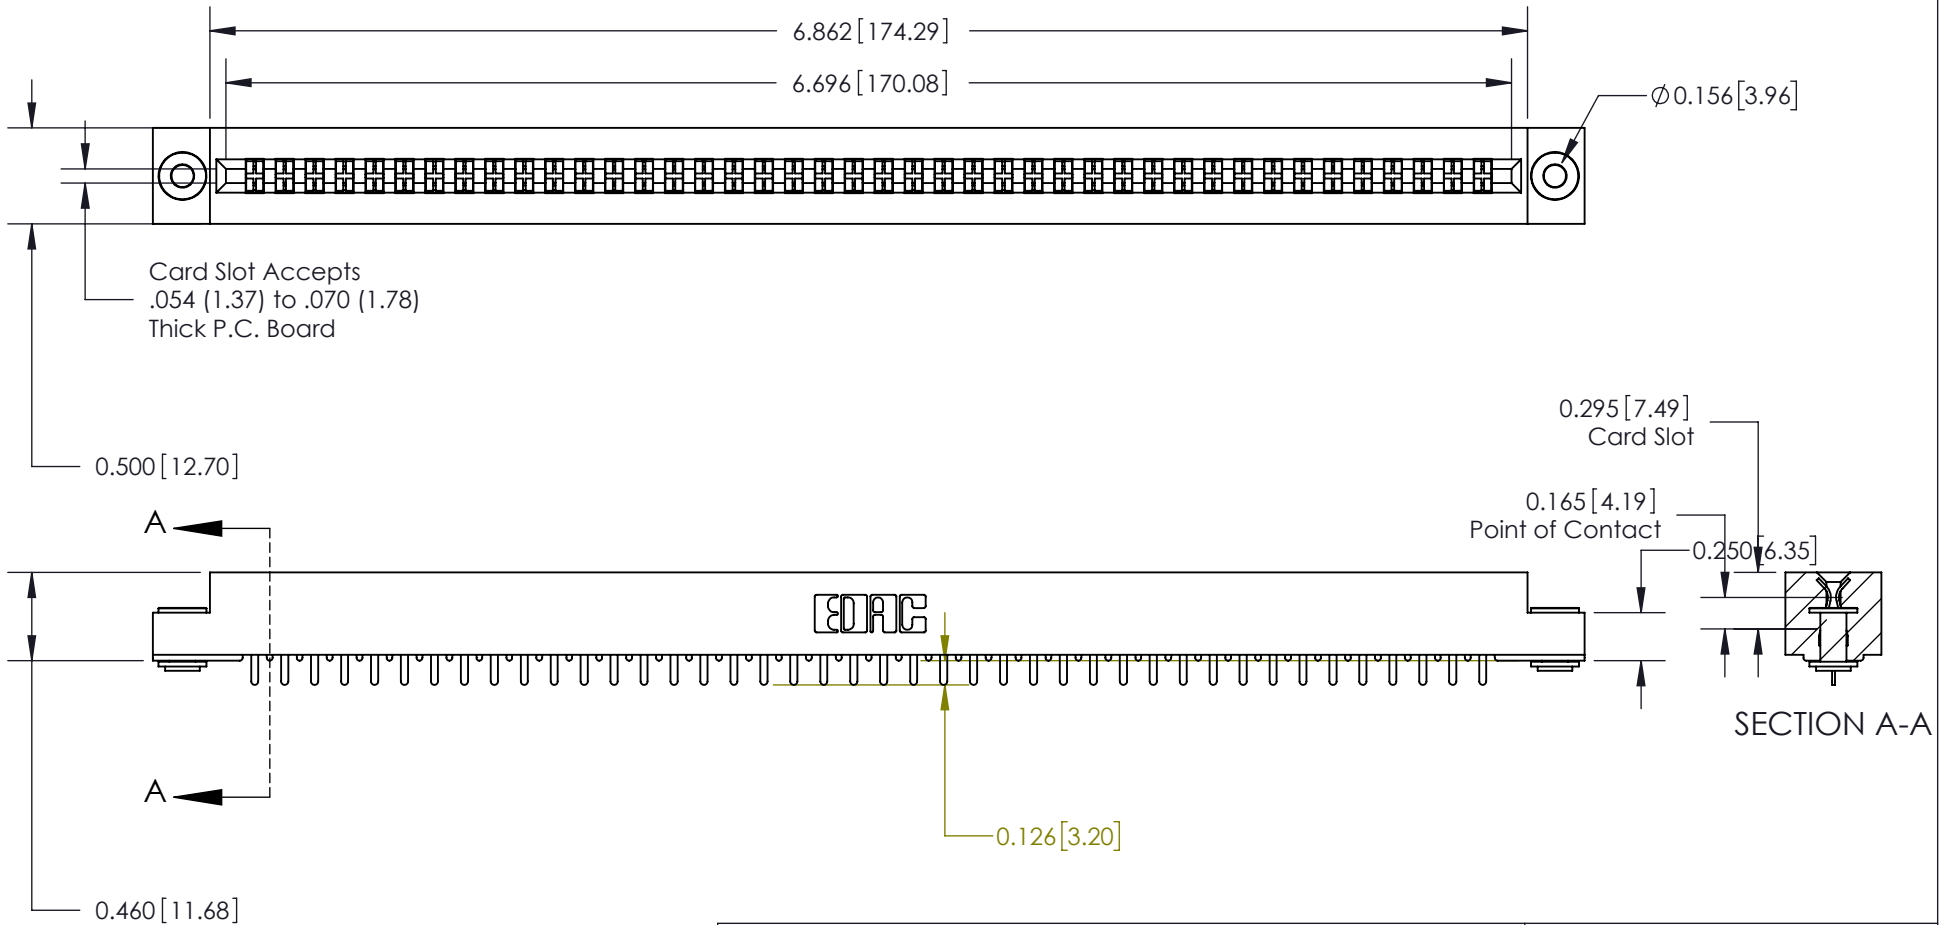 6.862[174.29]
6.696[170.08]
Ø0.156[3.96]
Card Slot Accepts
.054 (1.37) to .070 (1.78)
Thick P.C. Board
0.295[7.49]
Card Slot
0.500[12.70]
0.165[4.19]
Point of Contact
A
0.250[6.35]
EDAC
SECTION A-A
A
0.126[3.20]
0.460[11.68]